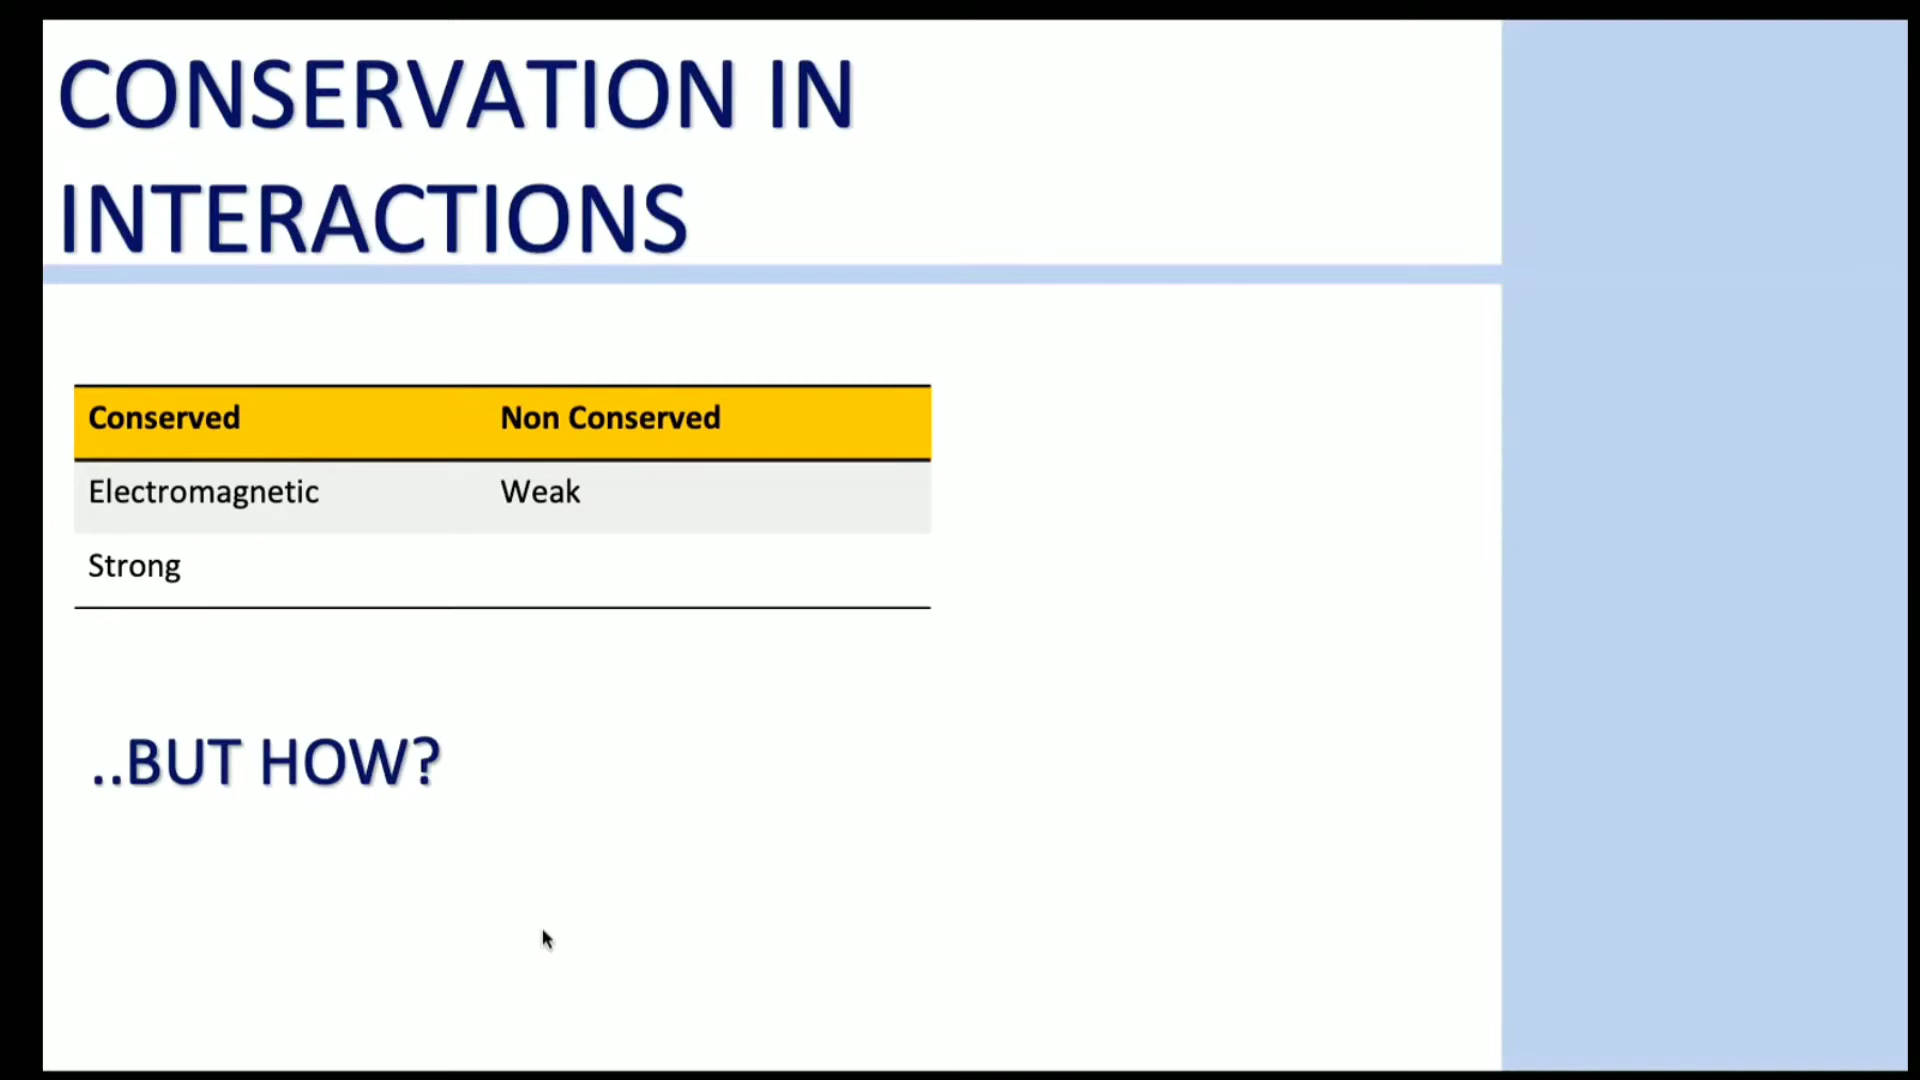 CONSERVATION IN
INTERACTIONS
Conserved Non Conserved
Electromagnetic Weak
Strong
..BUT HOW?